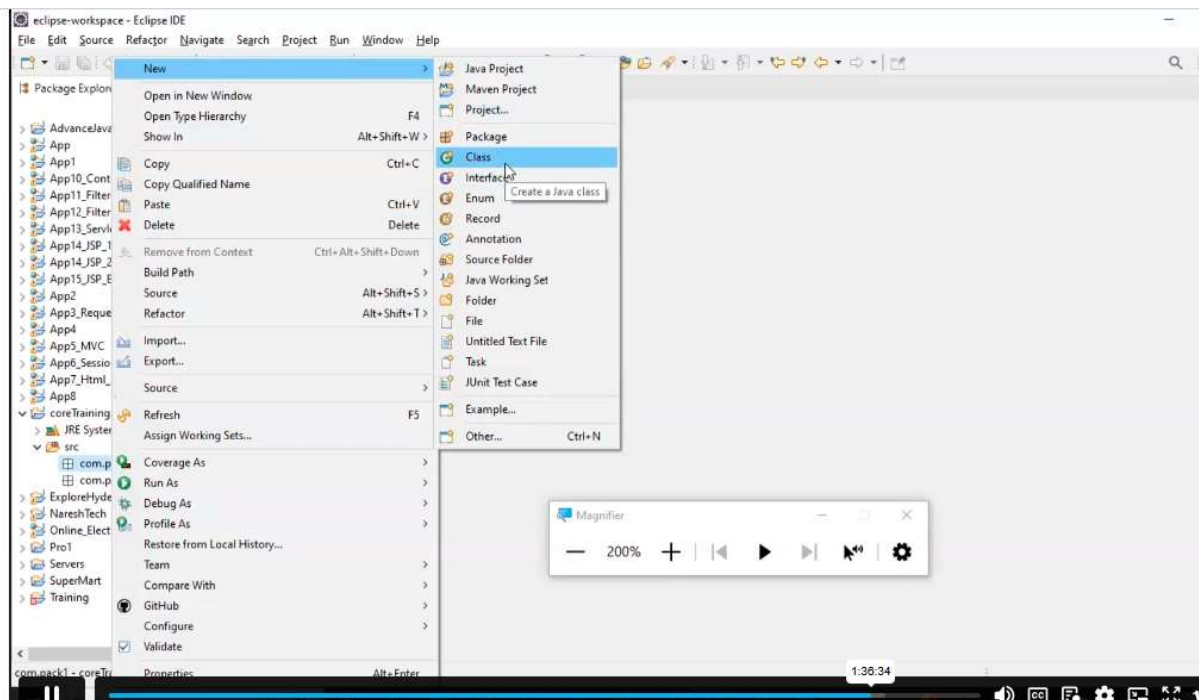 eclipse-workspace - Eclipse IDE
File Edit Source Refactor Navigate Search Project Run Window Help
Package Explor
AdvanceJava
App
App1
App10_Cont
App11_Filter
App12_Filter
App13_Servl
App14_JSP_1
App14_JSP_2
App15_JSP_E
App2
App3_Reque
App4
App5_MVC
App6_Sessio
App7_Html_
App8
coreTraining
JRE System
src
com.p
com.p
ExploreHyde
NareshTech
Online_Elect
Pro1
Servers
SuperMart
Training
New
Open in New Window
Open Type Hierarchy F4
Show In Alt+Shift+W >
Copy Ctrl+C
Copy Qualified Name
Paste Ctrl+V
Delete Delete
Remove from Context Ctrl+Alt+Shift+Down
Build Path
Source Alt+Shift+S >
Refactor Alt+Shift+T >
Import...
Export...
Source
Refresh F5
Assign Working Sets...
Coverage As
Run As
Debug As
Profile As
Restore from Local History...
Team
Compare With
GitHub
Configure
Validate
Properties Alt+Enter
Java Project
Maven Project
Project...
Package
Class
Interface
Create a Java class
Enum
Record
Annotation
Source Folder
Java Working Set
Folder
File
Untitled Text File
Task
JUnit Test Case
Example...
Other... Ctrl+N
Magnifier
200%
com.pack1 - coreTra
1:36:34
CC